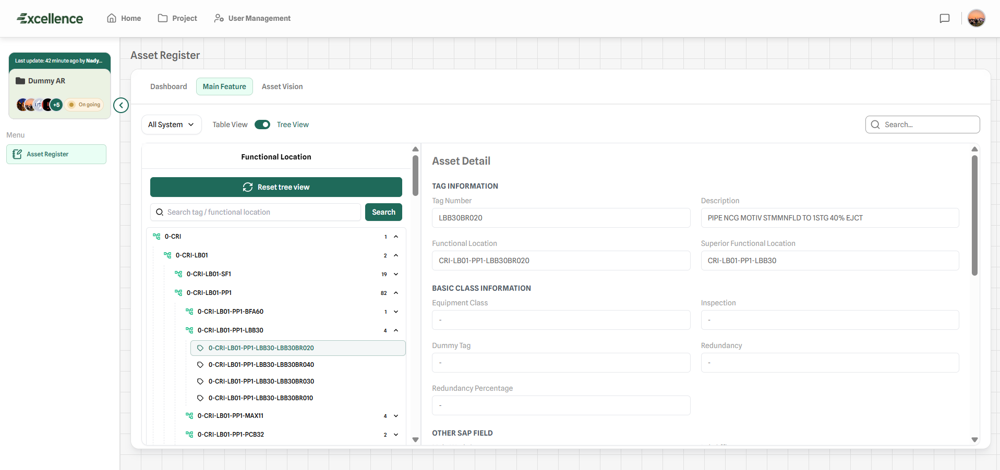 Excellence
Home
Project
User Management
Last update: 42 minute ago by Nady...
Dummy AR
+5
On going
Menu
Asset Register
Asset Register
Dashboard
Main Feature
Asset Vision
All System
Table View
Tree View
Search...
Functional Location
Reset tree view
Search tag / functional location
Search
0-CRI 1
0-CRI-LB01 2
0-CRI-LB01-SF1 19
0-CRI-LB01-PP1 82
0-CRI-LB01-PP1-BFA60 1
0-CRI-LB01-PP1-LBB30 4
0-CRI-LB01-PP1-LBB30-LBB30BR020
0-CRI-LB01-PP1-LBB30-LBB30BR040
0-CRI-LB01-PP1-LBB30-LBB30BR030
0-CRI-LB01-PP1-LBB30-LBB30BR010
0-CRI-LB01-PP1-MAX11 4
0-CRI-LB01-PP1-PCB32 2
Asset Detail
TAG INFORMATION
Tag Number
LBB30BR020
Description
PIPE NCG MOTIV STMMNFLD TO 1STG 40% EJCT
Functional Location
CRI-LB01-PP1-LBB30BR020
Superior Functional Location
CRI-LB01-PP1-LBB30
BASIC CLASS INFORMATION
Equipment Class
-
Inspection
-
Dummy Tag
-
Redundancy
-
Redundancy Percentage
-
OTHER SAP FIELD